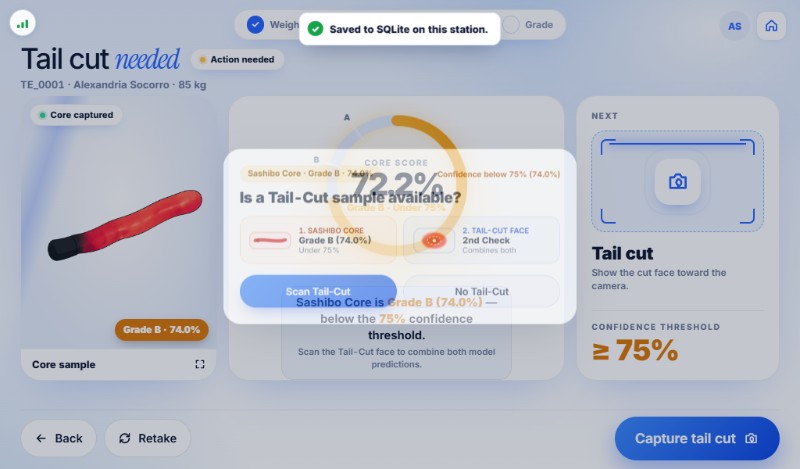 Weigh
Saved to SQLite on this station.
Grade
AS
Tail cut needed
Action needed
TE_0001 · Alexandria Socorro · 85 kg
Core captured
Grade B · 74.0%
Core sample
A
B
CORE SCORE
72.2%
Grade B · Under 75%
Sashibo Core is Grade B (74.0%) —
below the 75% confidence
threshold.
Scan the Tail-Cut face to combine both model
predictions.
Sashibo Core · Grade B · 74.0%
Confidence below 75% (74.0%)
Is a Tail-Cut sample available?
1. SASHIBO CORE
Grade B (74.0%)
Under 75%
2. TAIL-CUT FACE
2nd Check
Combines both
Scan Tail-Cut
No Tail-Cut
NEXT
Tail cut
Show the cut face toward the
camera.
CONFIDENCE THRESHOLD
≥ 75%
Back
Retake
Capture tail cut